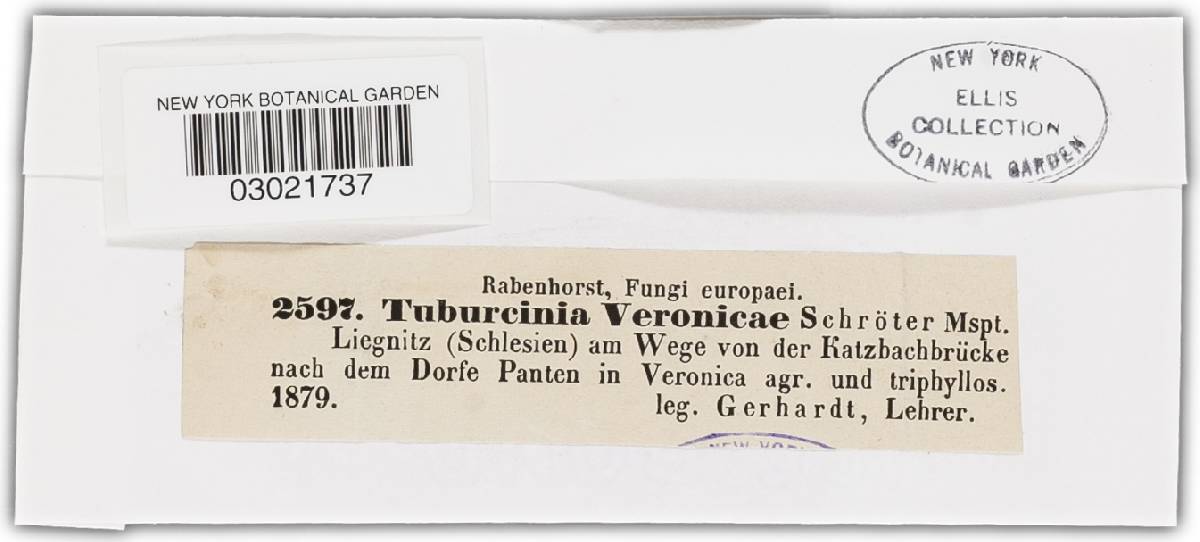 NEW YORK BOTANICAL GARDEN
03021737
NEW YORK
ELLIS
COLLECTION
BOTANICAL GARDEN
Rabenhorst, Fungi europaei.
2597. Tuburcinia Veronicae Schröter Mspt.
Liegnitz (Schlesien) am Wege von der Katzbachbrücke
nach dem Dorfe Panten in Veronica agr. und triphyllos.
1879. leg. Gerhardt, Lehrer.
NEW YORK